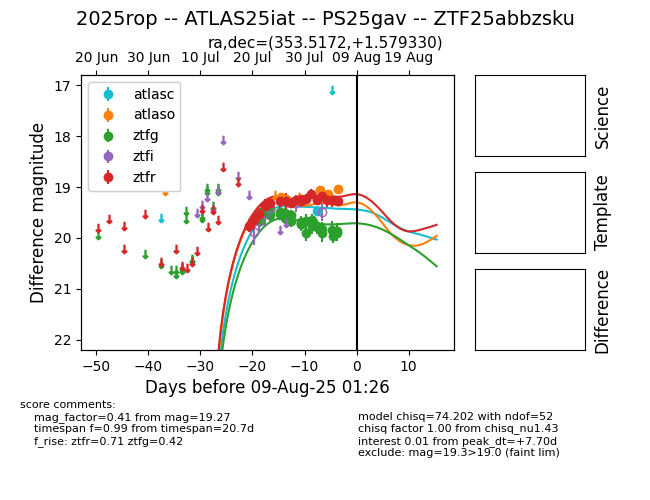 2025rop -- ATLAS25iat -- PS25gav -- ZTF25abbzsku
ra,dec=(353.5172,+1.579330)
20 Jun 30 Jun 10 Jul 20 Jul 30 Jul 09 Aug 19 Aug
17
18
19
20
21
22
Difference magnitude
atlasc
atlaso
ztfg
ztfi
ztfr
−50 −40 −30 −20 −10 0 10
Days before 09-Aug-25 01:26
Science
Template
Difference
score comments:
mag_factor=0.41 from mag=19.27
timespan f=0.99 from timespan=20.7d
f_rise: ztfr=0.71 ztfg=0.42
model chisq=74.202 with ndof=52
chisq factor 1.00 from chisq_nu1.43
interest 0.01 from peak_dt=+7.70d
exclude: mag=19.3>19.0 (faint lim)